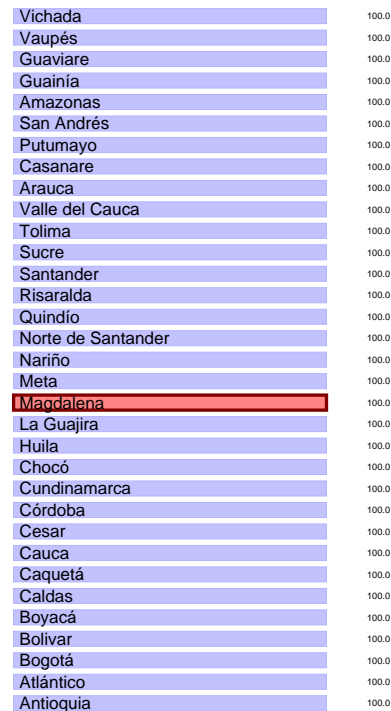 Vichada 100.0
Vaupés 100.0
Guaviare 100.0
Guainía 100.0
Amazonas 100.0
San Andrés 100.0
Putumayo 100.0
Casanare 100.0
Arauca 100.0
Valle del Cauca 100.0
Tolima 100.0
Sucre 100.0
Santander 100.0
Risaralda 100.0
Quindío 100.0
Norte de Santander 100.0
Nariño 100.0
Meta 100.0
Magdalena 100.0
La Guajira 100.0
Huila 100.0
Chocó 100.0
Cundinamarca 100.0
Córdoba 100.0
Cesar 100.0
Cauca 100.0
Caquetá 100.0
Caldas 100.0
Boyacá 100.0
Bolivar 100.0
Bogotá 100.0
Atlántico 100.0
Antioquia 100.0